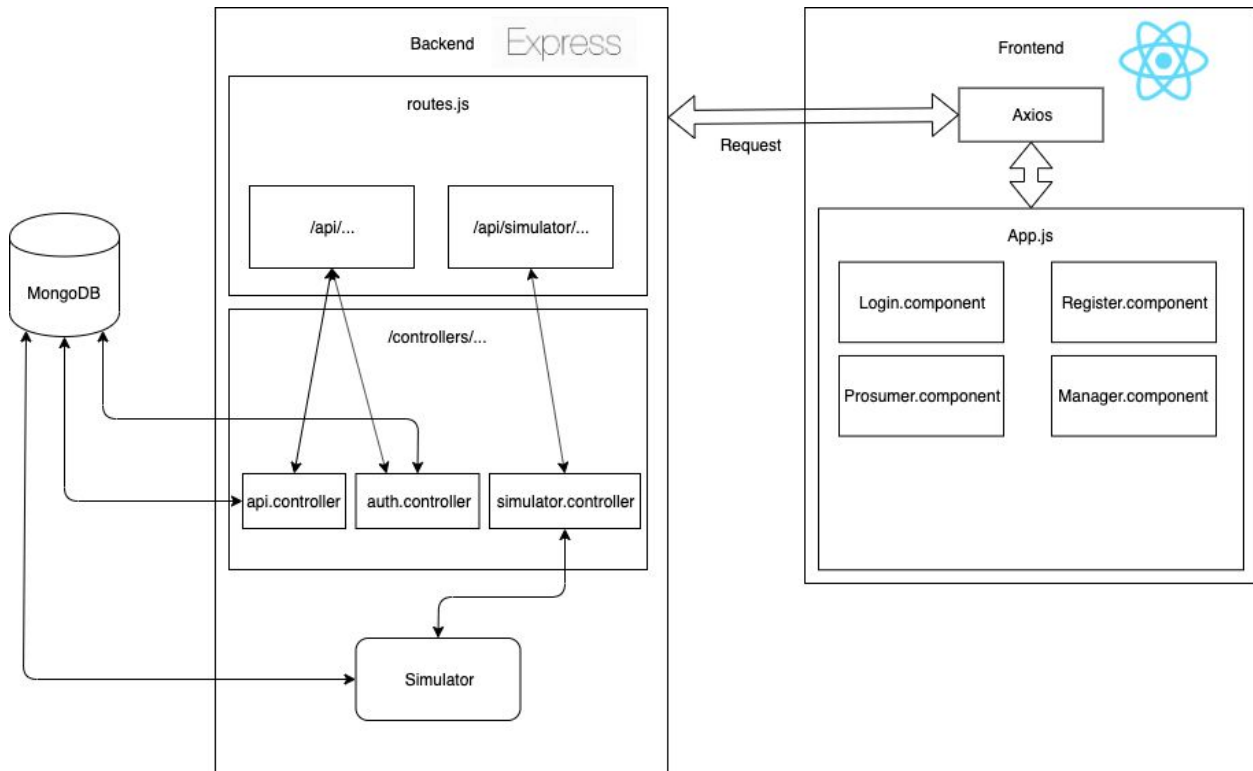 Backend
Express
Frontend
routes.js
Axios
Request
/api/...
/api/simulator/...
App.js
MongoDB
Login.component
Register.component
/controllers/...
Prosumer.component
Manager.component
api.controller
auth.controller
simulator.controller
Simulator